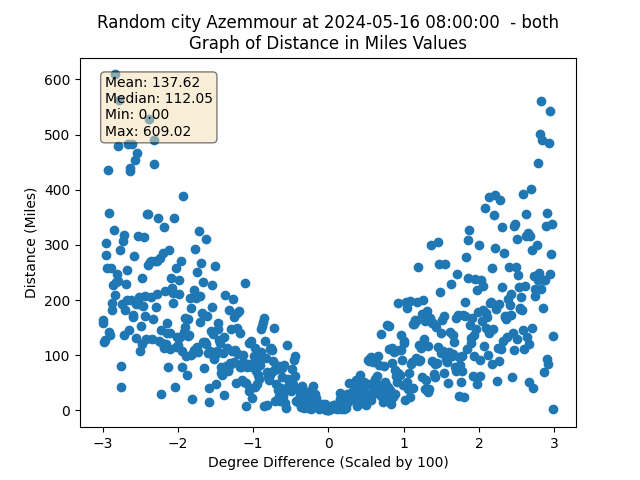 Random city Azemmour at 2024-05-16 08:00:00  - both
Graph of Distance in Miles Values
Mean: 137.62
Median: 112.05
Min: 0.00
Max: 609.02
Distance (Miles)
600
500
400
300
200
100
0
−3
−2
−1
0
1
2
3
Degree Difference (Scaled by 100)